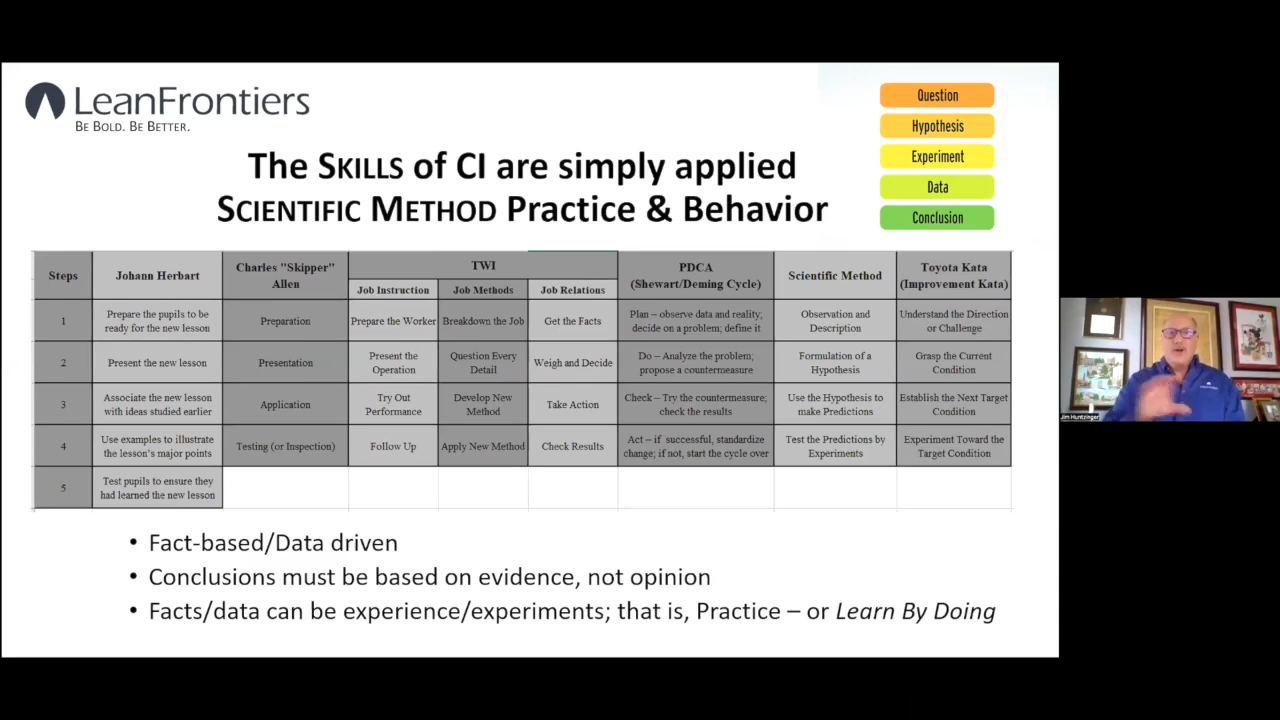 LeanFrontiers
BE BOLD. BE BETTER.
Question
Hypothesis
Experiment
Data
Conclusion
The SKILLS of CI are simply applied
SCIENTIFIC METHOD Practice & Behavior
Steps
Johann Herbart
Charles "Skipper"
Allen
TWI
Job Instruction
Job Methods
Job Relations
PDCA
(Shewart/Deming Cycle)
Scientific Method
Toyota Kata
(Improvement Kata)
1
Prepare the pupils to be
ready for the new lesson
Preparation
Prepare the Worker
Breakdown the Job
Get the Facts
Plan – observe data and reality;
decide on a problem; define it
Observation and
Description
Understand the Direction
or Challenge
2
Present the new lesson
Presentation
Present the
Operation
Question Every
Detail
Weigh and Decide
Do – Analyze the problem;
propose a countermeasure
Formulation of a
Hypothesis
Grasp the Current
Condition
3
Associate the new lesson
with ideas studied earlier
Application
Try Out
Performance
Develop New
Method
Take Action
Check – Try the countermeasure;
check the results
Use the Hypothesis to
make Predictions
Establish the Next Target
Condition
4
Use examples to illustrate
the lesson's major points
Testing (or Inspection)
Follow Up
Apply New Method
Check Results
Act – if successful, standardize
change; if not, start the cycle over
Test the Predictions by
Experiments
Experiment Toward the
Target Condition
5
Test pupils to ensure they
had learned the new lesson
• Fact-based/Data driven
• Conclusions must be based on evidence, not opinion
• Facts/data can be experience/experiments; that is, Practice – or Learn By Doing
Jim Huntzinger